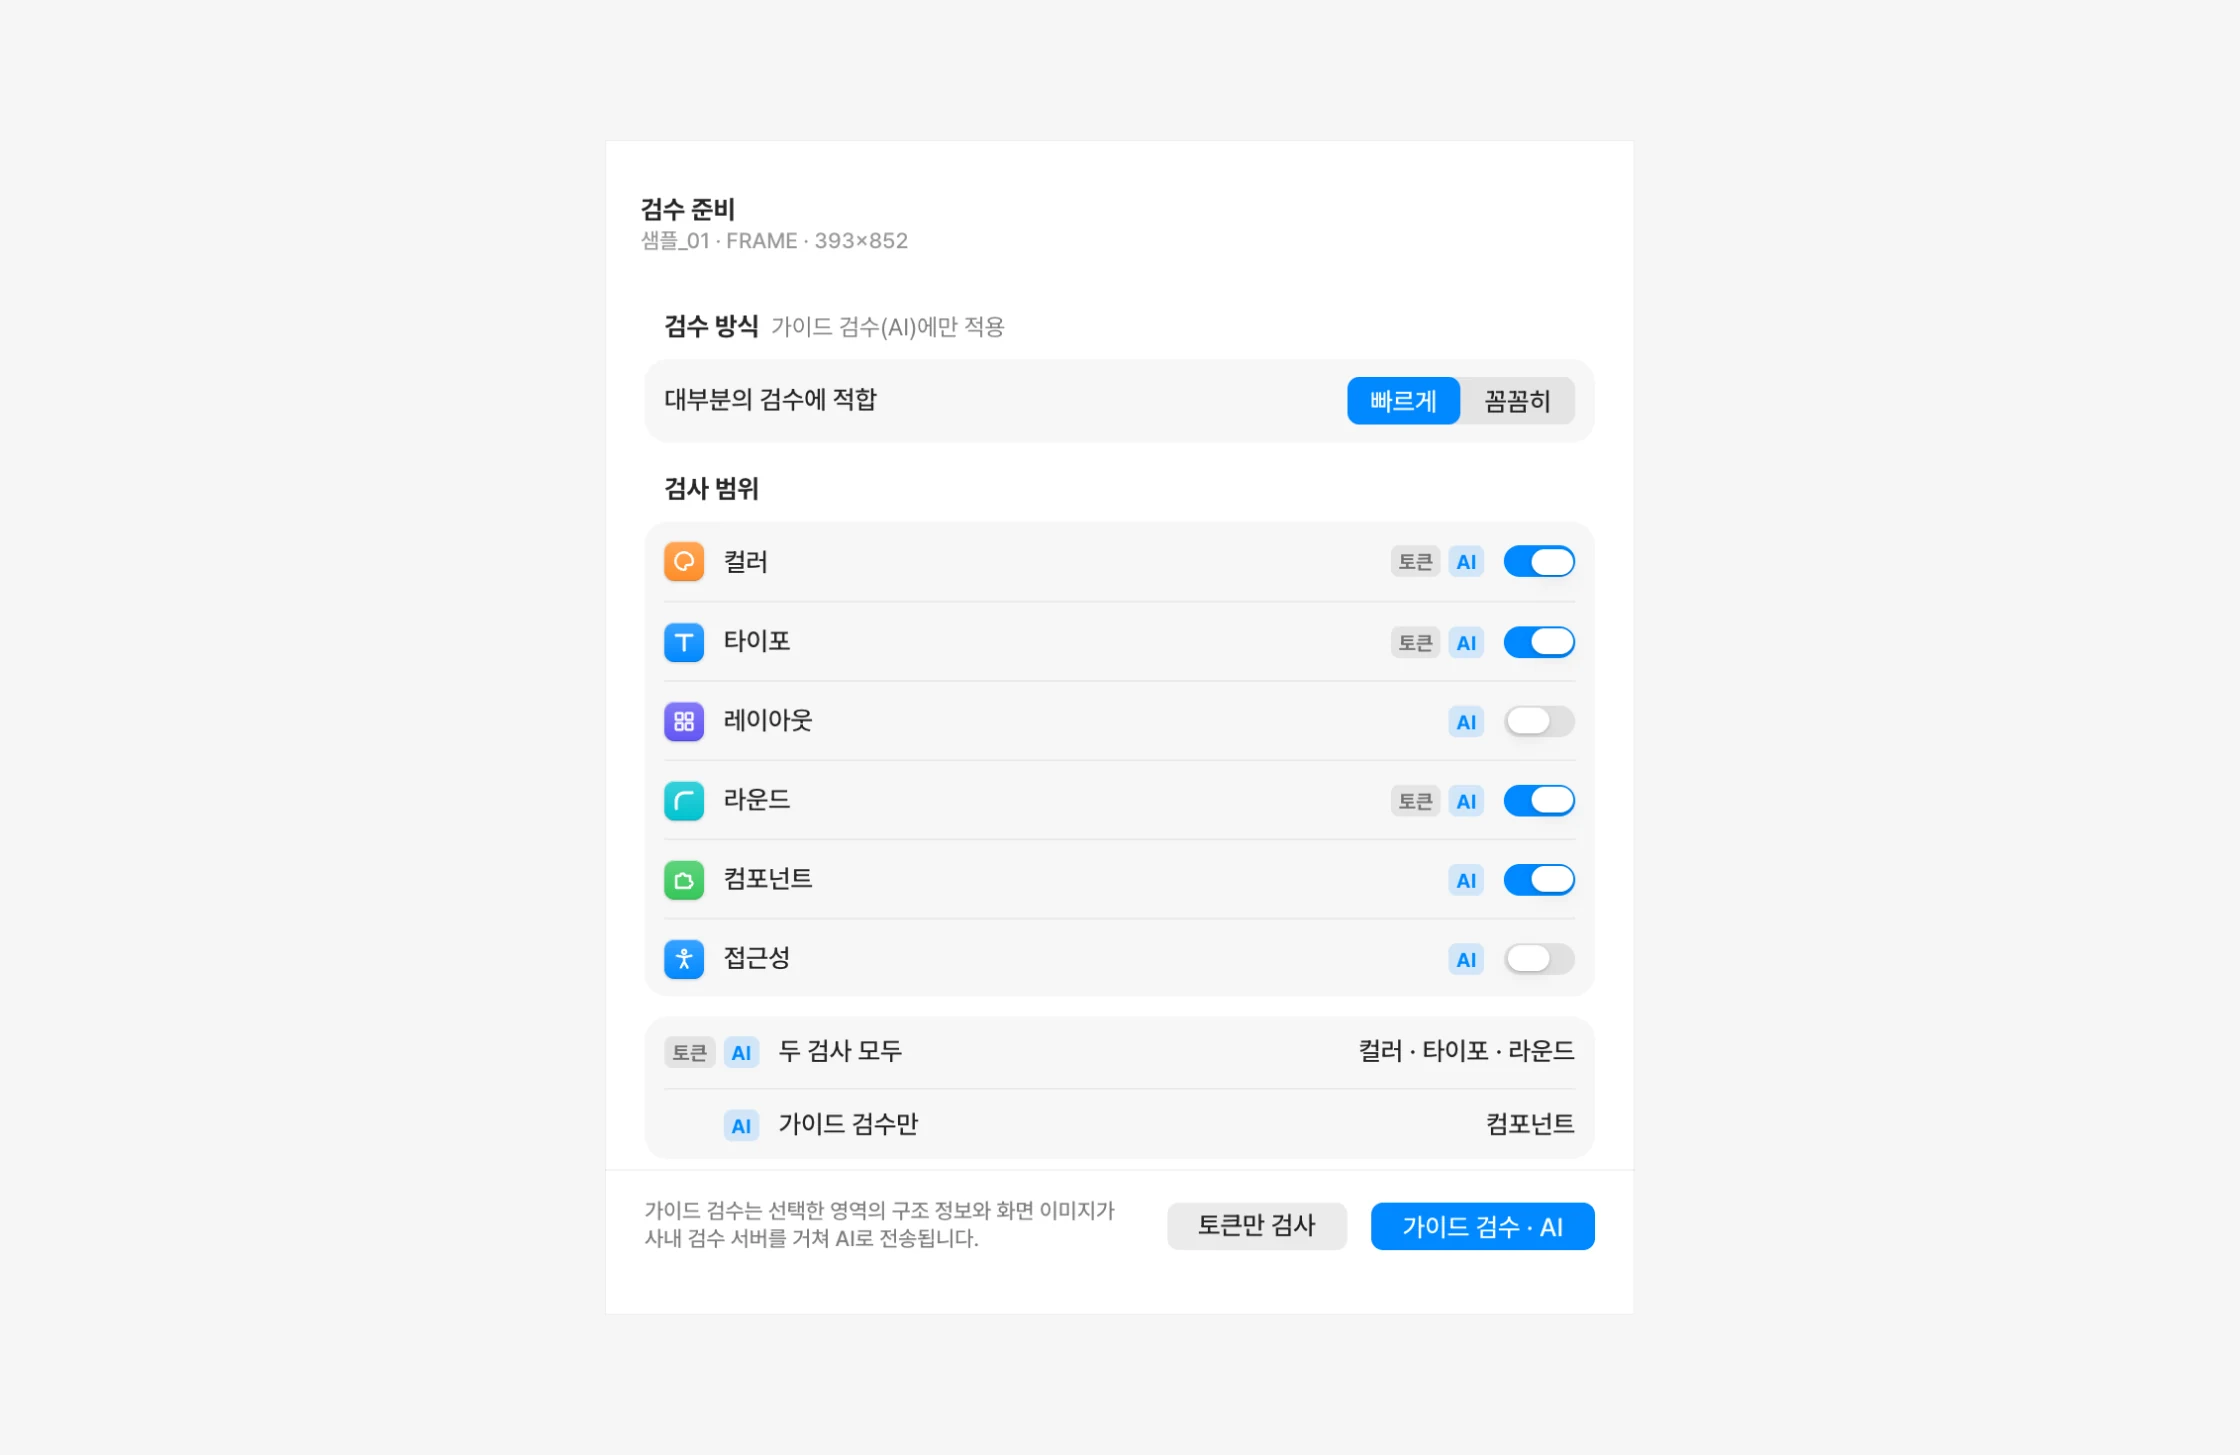 검수 준비
샘플_01 · FRAME · 393×852
검수 방식 가이드 검수(AI)에만 적용
대부분의 검수에 적합 빠르게 꼼꼼히
검사 범위
컬러 토큰 AI
타이포 토큰 AI
레이아웃 AI
라운드 토큰 AI
컴포넌트 AI
접근성 AI
토큰 AI 두 검사 모두 컬러 · 타이포 · 라운드
AI 가이드 검수만 컴포넌트
가이드 검수는 선택한 영역의 구조 정보와 화면 이미지가
사내 검수 서버를 거쳐 AI로 전송됩니다.
토큰만 검사 가이드 검수 · AI